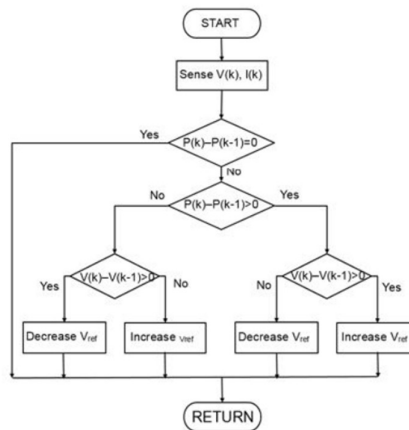 START
Sense V(k), I(k)
Yes
P(k)–P(k-1)=0
No
No
P(k)–P(k-1)>0
Yes
V(k)–V(k-1)>0
V(k)–V(k-1)>0
Yes
No
No
Yes
Decrease Vref
Increase Vref
Decrease Vref
Increase Vref
RETURN